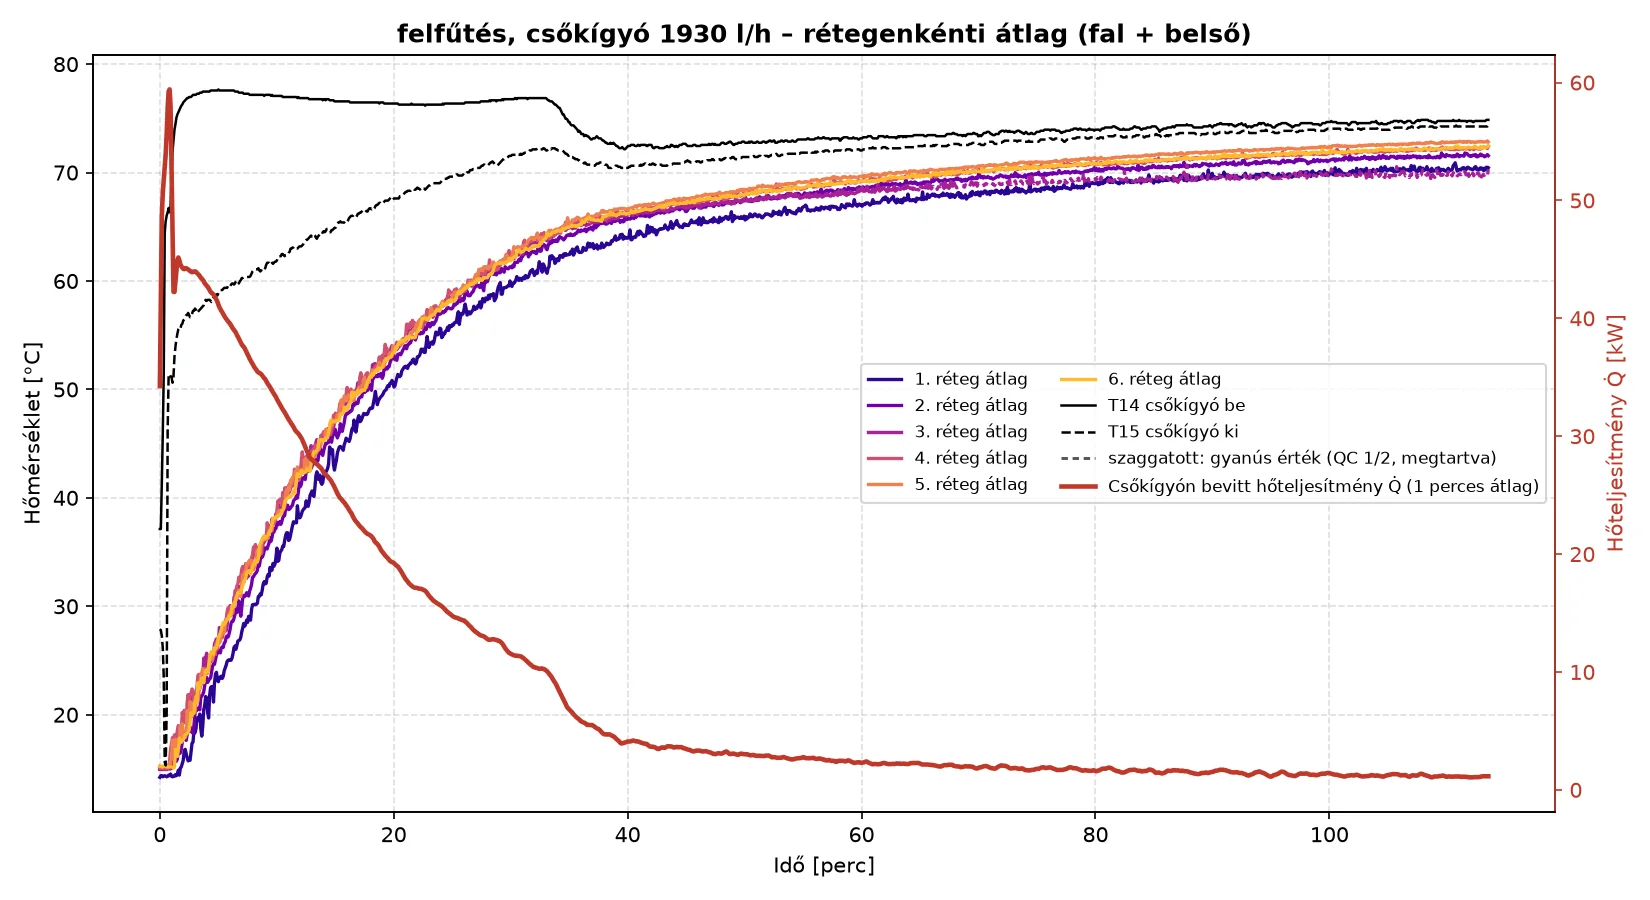 felfűtés, csőkígyó 1930 l/h – rétegenkénti átlag (fal + belső)
Hőmérséklet [°C]
80
70
60
50
40
30
20
60
50
40
30
20
10
0
Hőteljesítmény Q̇ [kW]
1. réteg átlag
2. réteg átlag
3. réteg átlag
4. réteg átlag
5. réteg átlag
6. réteg átlag
T14 csőkígyó be
T15 csőkígyó ki
szaggatott: gyanús érték (QC 1/2, megtartva)
Csőkígyón bevitt hőteljesítmény Q̇ (1 perces átlag)
0 20 40 60 80 100
Idő [perc]